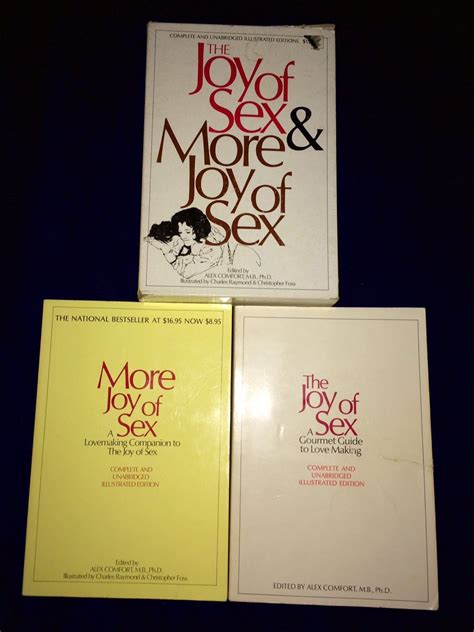 COMPLETE AND UNABRIDGED ILLUSTRATED EDITIONS
THE
Joy of
Sex &
More
Joy of
Sex
Edited by
ALEX COMFORT, M.B., Ph.D.
Illustrated by Charles Raymond & Christopher Foss
THE NATIONAL BESTSELLER AT $16.95 NOW $8.95
More
Joy of
Sex
A
Lovemaking Companion to
The Joy of Sex
COMPLETE AND
UNABRIDGED
ILLUSTRATED EDITION
Edited by
ALEX COMFORT, M.B., Ph.D.
Illustrated by Charles Raymond & Christopher Foss
The
Joy of
Sex
A
Gourmet Guide
to Love Making
COMPLETE AND
UNABRIDGED
ILLUSTRATED EDITION
EDITED BY ALEX COMFORT, M.B., Ph.D.